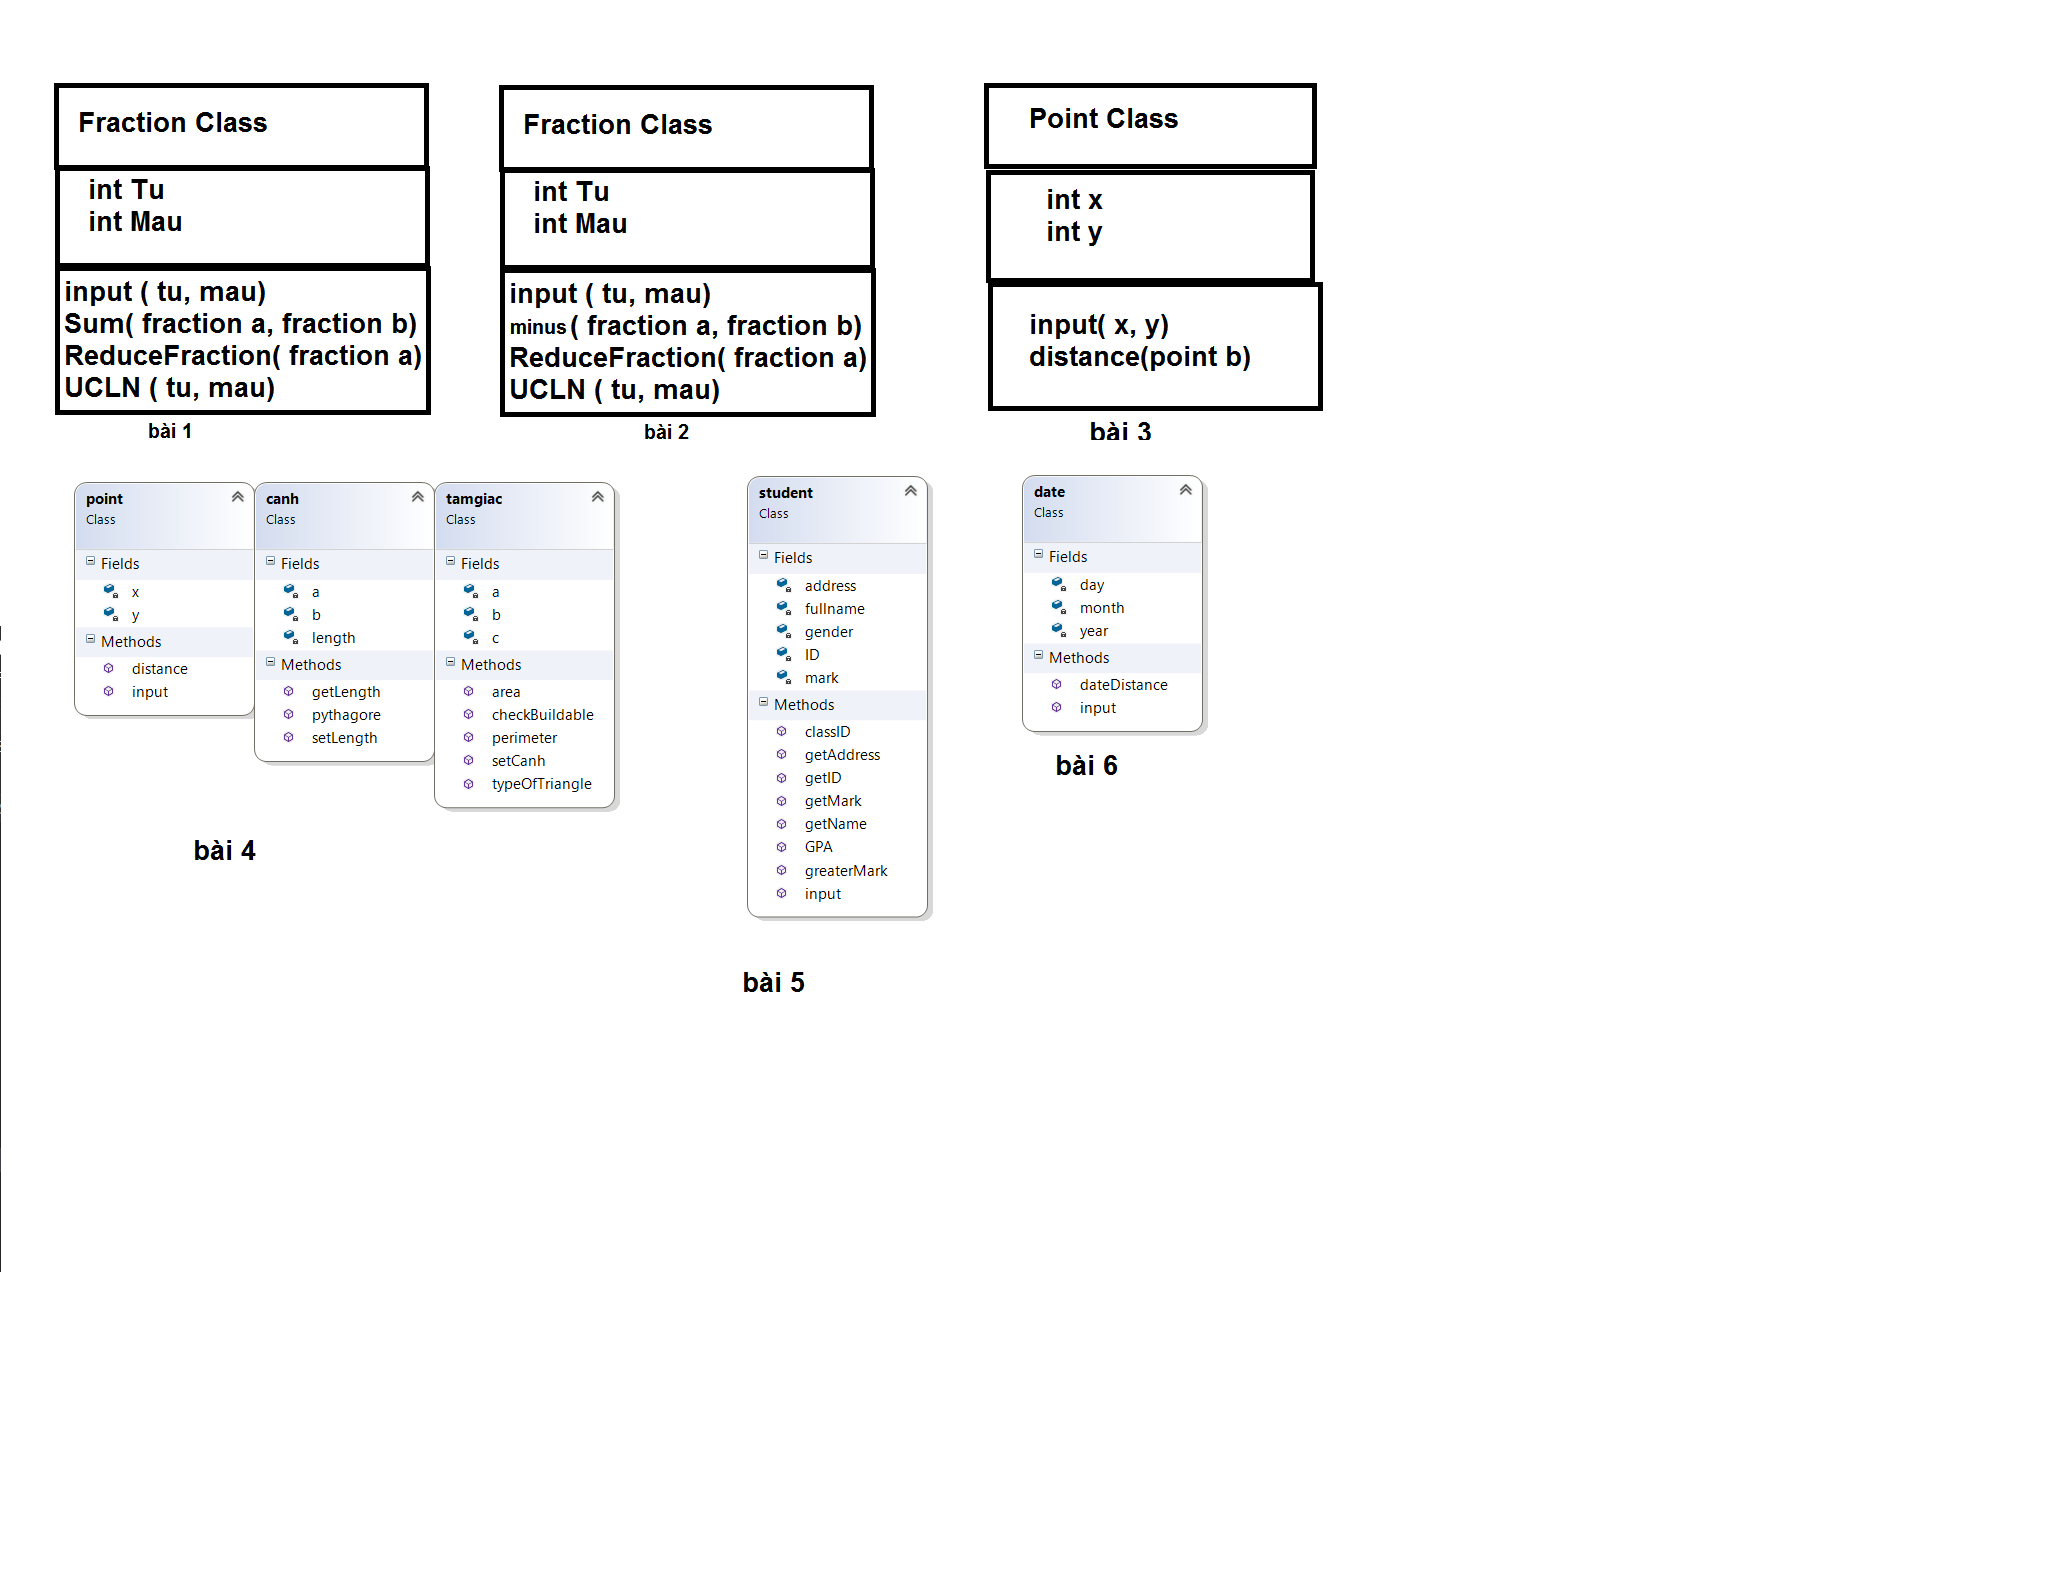 Fraction Class
int Tu
int Mau
input ( tu, mau)
Sum( fraction a, fraction b)
ReduceFraction( fraction a)
UCLN ( tu, mau)
bài 1
Fraction Class
int Tu
int Mau
input ( tu, mau)
minus ( fraction a, fraction b)
ReduceFraction( fraction a)
UCLN ( tu, mau)
bài 2
Point Class
int x
int y
input( x, y)
distance(point b)
bài 3
point
Class
Fields
x
y
Methods
distance
input
canh
Class
Fields
a
b
length
Methods
getLength
pythagore
setLength
tamgiac
Class
Fields
a
b
c
Methods
area
checkBuildable
perimeter
setCanh
typeOfTriangle
bài 4
student
Class
Fields
address
fullname
gender
ID
mark
Methods
classID
getAddress
getID
getMark
getName
GPA
greaterMark
input
bài 5
date
Class
Fields
day
month
year
Methods
dateDistance
input
bài 6